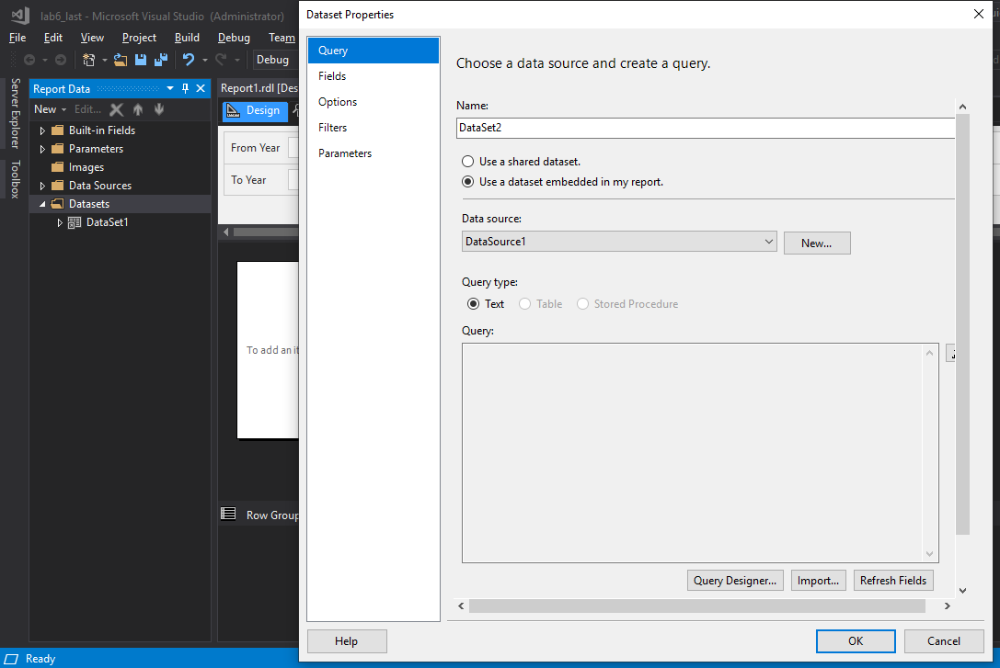 lab6_last - Microsoft Visual Studio (Administrator)
File Edit View Project Build Debug Team
Debug
Server Explorer
Toolbox
Report Data
New Edit...
Built-in Fields
Parameters
Images
Data Sources
Datasets
DataSet1
Report1.rdl [Des
Design
From Year
To Year
To add an it
Row Group
Ready
Dataset Properties
Query
Fields
Options
Filters
Parameters
Choose a data source and create a query.
Name:
DataSet2
Use a shared dataset.
Use a dataset embedded in my report.
Data source:
DataSource1
New...
Query type:
Text Table Stored Procedure
Query:
Query Designer... Import... Refresh Fields
Help OK Cancel